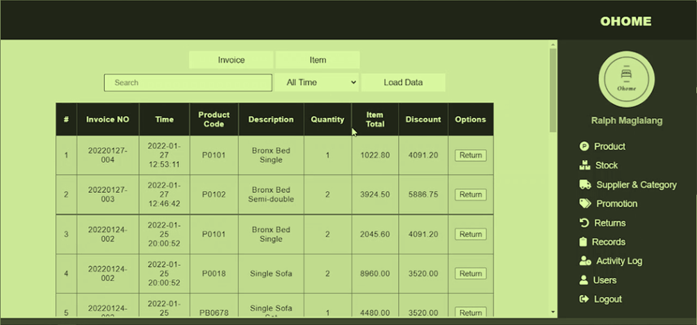 OHOME
Invoice Item
Search All Time Load Data
# Invoice NO Time Product Code Description Quantity Item Total Discount Options
1 20220127-004 2022-01-27 12:53:11 P0101 Bronx Bed Single 1 1022.80 4091.20 Return
2 20220127-003 2022-01-27 12:46:42 P0102 Bronx Bed Semi-double 2 3924.50 5886.75 Return
3 20220124-002 2022-01-25 20:00:52 P0101 Bronx Bed Single 2 2045.60 4091.20 Return
4 20220124-002 2022-01-25 20:00:52 P0018 Single Sofa 2 8960.00 3520.00 Return
5 20220124- 2022-01-25 PB0678 Single Sofa 1 4480.00 3520.00 Return
Ohome
Ralph Maglalang
Product
Stock
Supplier & Category
Promotion
Returns
Records
Activity Log
Users
Logout